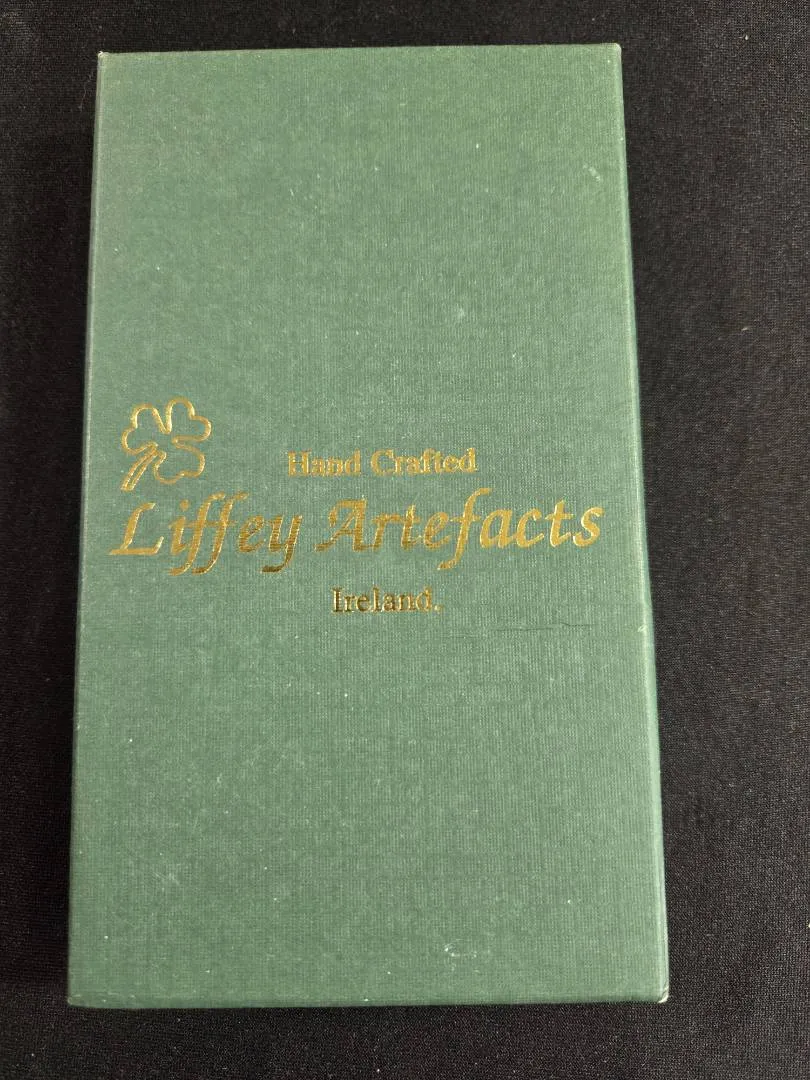 Hand Crafted
Liffey Artefacts
Ireland.